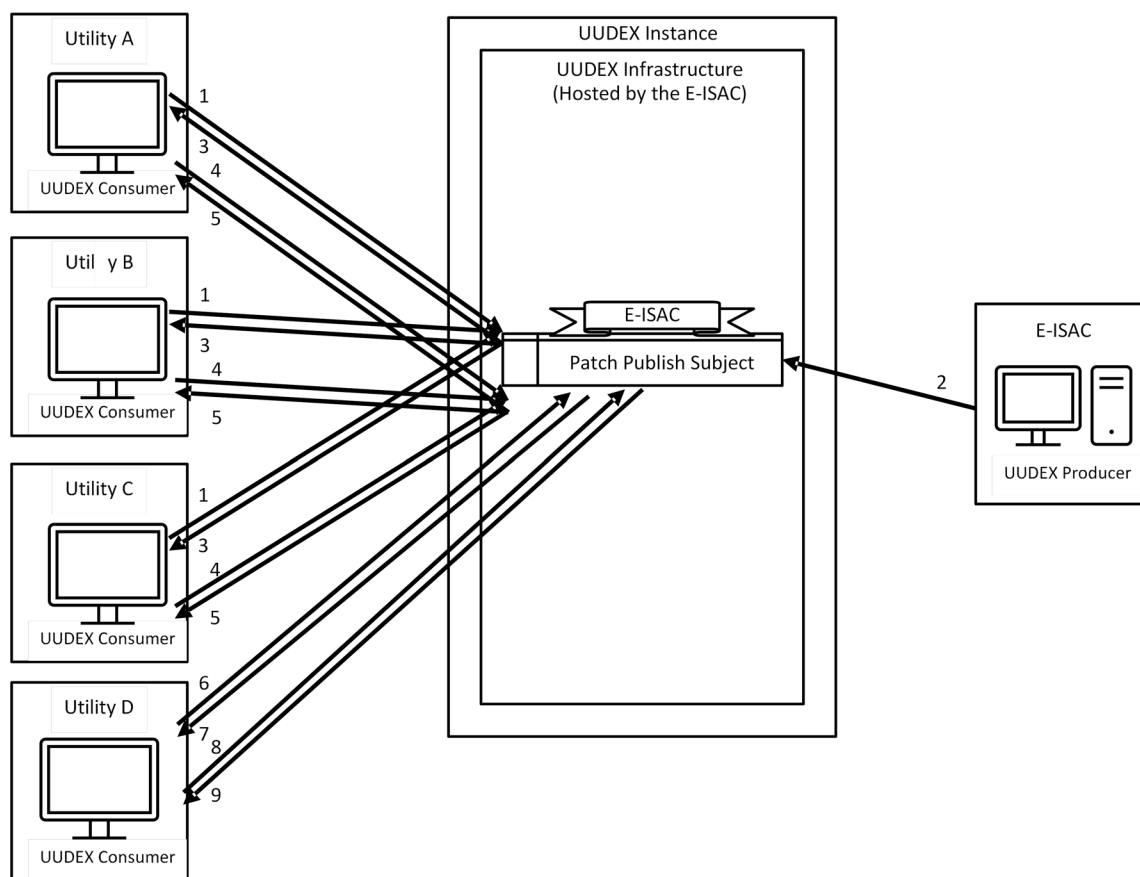 Utility A
UUDEX Consumer
1
3
4
5
Util y B
UUDEX Consumer
1
3
4
5
Utility C
UUDEX Consumer
1
3
4
5
Utility D
UUDEX Consumer
6
7
8
9
UUDEX Instance
UUDEX Infrastructure
(Hosted by the E-ISAC)
E-ISAC
Patch Publish Subject
2
E-ISAC
UUDEX Producer